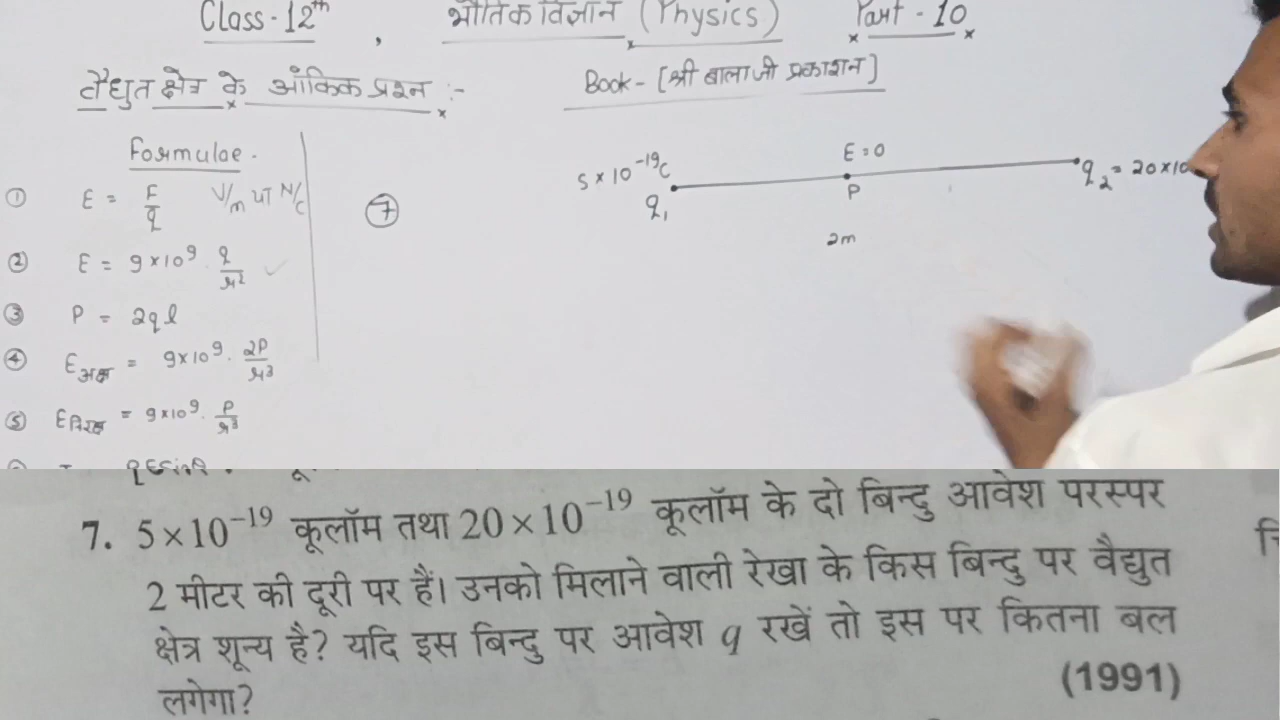 Class-12th , भौतिक विज्ञान (Physics) Part-10
वैद्युत क्षेत्र के आंकिक प्रश्न :-
Book-[श्री बालाजी प्रकाशन]
Formulae.
① E = F/q V/m या N/C
② E = 9×10⁹ · q/r²
③ P = 2ql
④ Eअक्ष = 9×10⁹ · 2P/r³
⑤ Eनिरक्ष = 9×10⁹ · P/r³
⑦
5×10⁻¹⁹C
E=0
q₁
P
q₂ = 20×10
2m
7. 5×10⁻¹⁹ कूलॉम तथा 20×10⁻¹⁹ कूलॉम के दो बिन्दु आवेश परस्पर
2 मीटर की दूरी पर हैं। उनको मिलाने वाली रेखा के किस बिन्दु पर वैद्युत
क्षेत्र शून्य है? यदि इस बिन्दु पर आवेश q रखें तो इस पर कितना बल
लगेगा?
(1991)